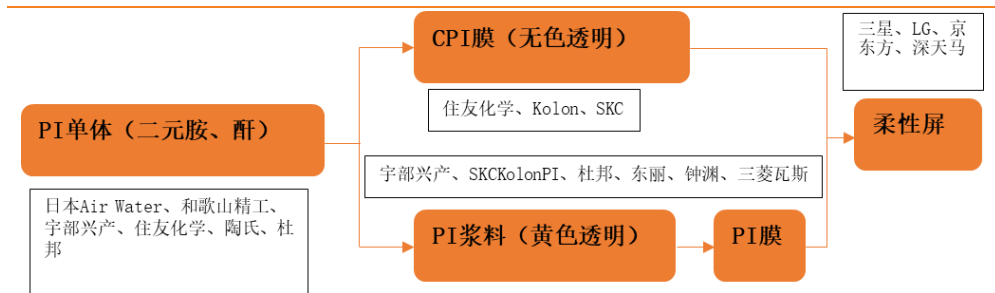 CPI膜（无色透明）
三星、LG、京
东方、深天马
住友化学、Kolon、SKC
PI单体（二元胺、酐）
柔性屏
宇部兴产、SKCKolonPI、杜邦、东丽、钟渊、三菱瓦斯
日本Air Water、和歌山精工、
宇部兴产、住友化学、陶氏、杜
邦
PI浆料（黄色透明）
PI膜